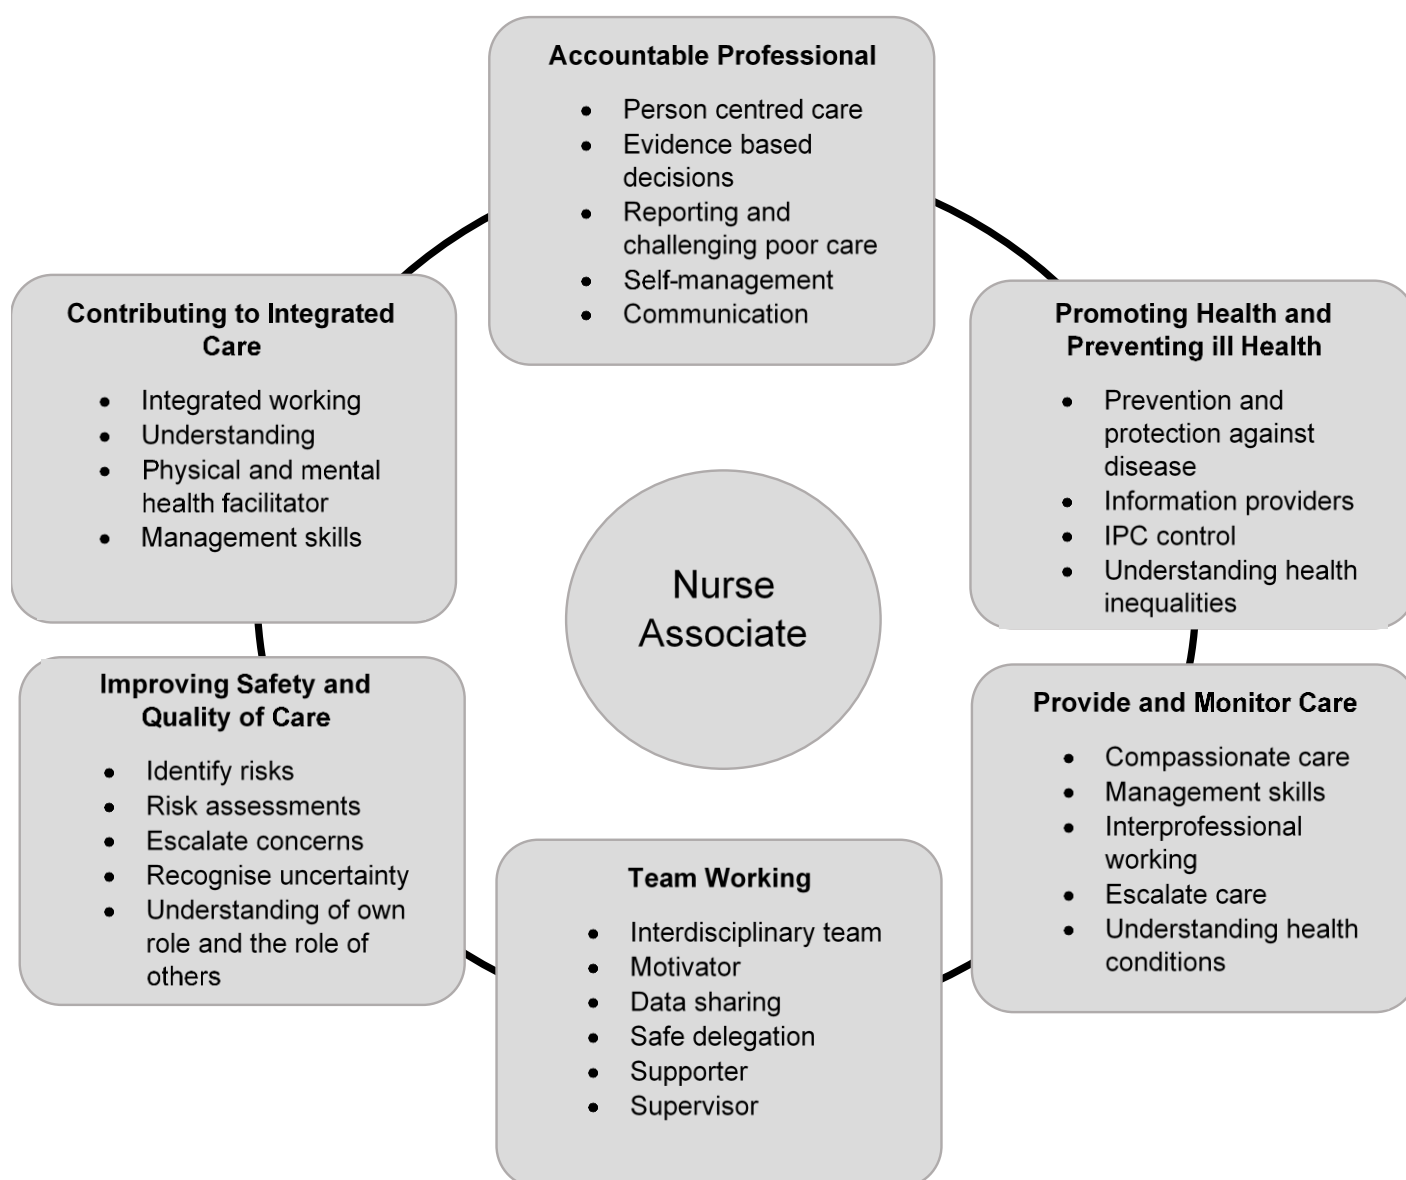 Accountable Professional
• Person centred care
• Evidence based
decisions
• Reporting and
challenging poor care
• Self-management
• Communication
Promoting Health and
Preventing ill Health
• Prevention and
protection against
disease
• Information providers
• IPC control
• Understanding health
inequalities
Provide and Monitor Care
• Compassionate care
• Management skills
• Interprofessional
working
• Escalate care
• Understanding health
conditions
Team Working
• Interdisciplinary team
• Motivator
• Data sharing
• Safe delegation
• Supporter
• Supervisor
Improving Safety and
Quality of Care
• Identify risks
• Risk assessments
• Escalate concerns
• Recognise uncertainty
• Understanding of own
role and the role of
others
Contributing to Integrated
Care
• Integrated working
• Understanding
• Physical and mental
health facilitator
• Management skills
Nurse
Associate